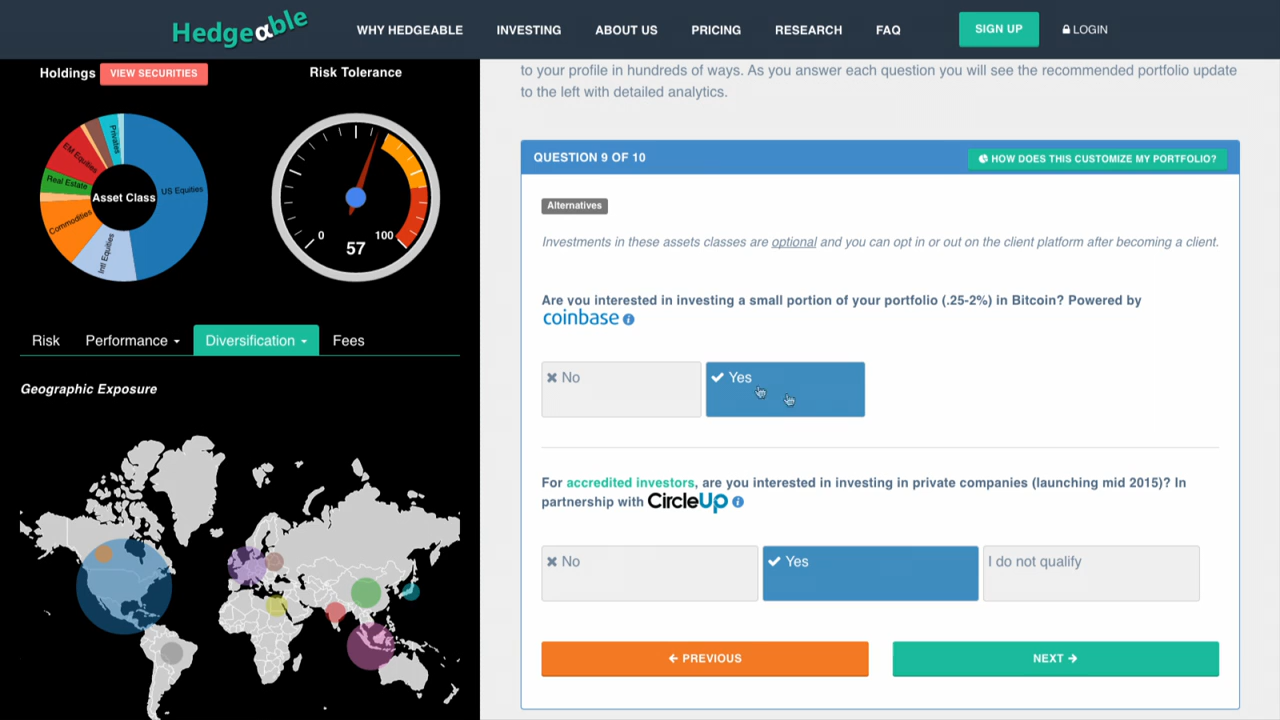 Hedgeαble
WHY HEDGEABLE
INVESTING
ABOUT US
PRICING
RESEARCH
FAQ
SIGN UP
LOGIN
Holdings
VIEW SECURITIES
Risk Tolerance
Privates
EM Equities
Real Estate
Commodities
Intl Equities
US Equities
Asset Class
0
100
57
Risk
Performance
Diversification
Fees
Geographic Exposure
to your profile in hundreds of ways. As you answer each question you will see the recommended portfolio update
to the left with detailed analytics.
QUESTION 9 OF 10
HOW DOES THIS CUSTOMIZE MY PORTFOLIO?
Alternatives
Investments in these assets classes are optional and you can opt in or out on the client platform after becoming a client.
Are you interested in investing a small portion of your portfolio (.25-2%) in Bitcoin? Powered by
coinbase
No
Yes
For accredited investors, are you interested in investing in private companies (launching mid 2015)? In
partnership with CircleUp
No
Yes
I do not qualify
PREVIOUS
NEXT